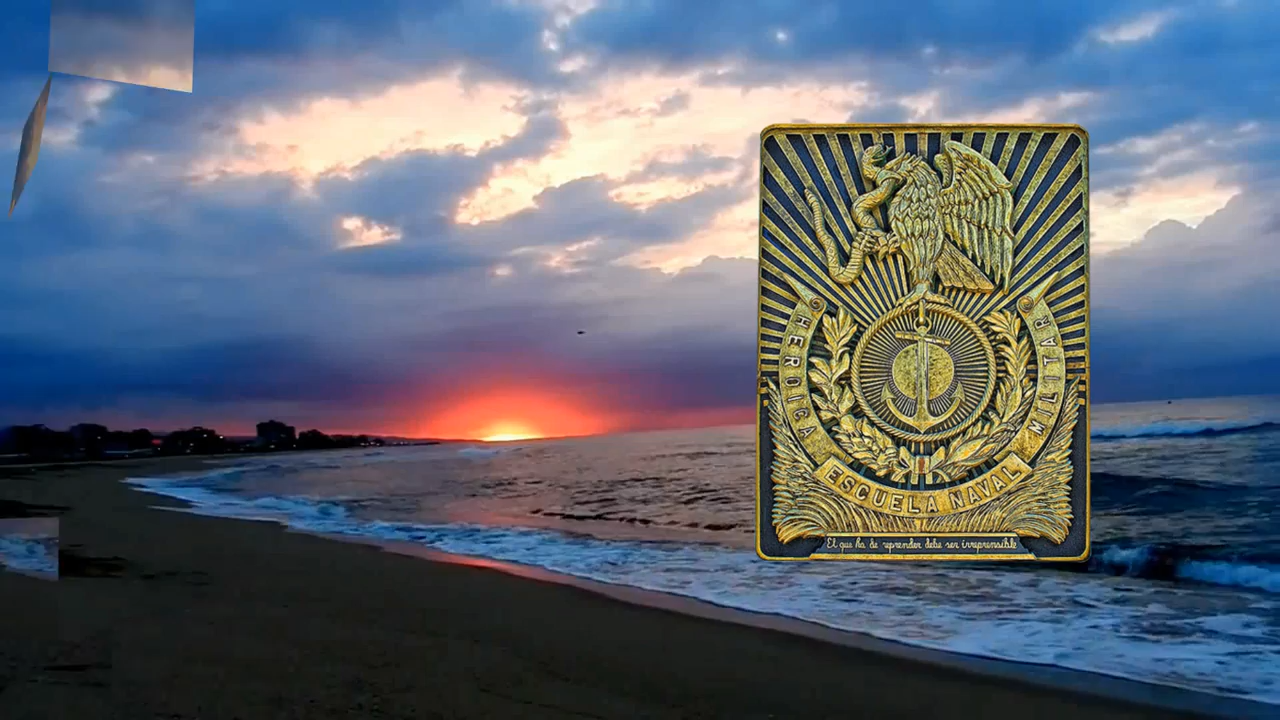 HEROICA
MILITAR
ESCUELA NAVAL
El que ha de reprender debe ser irreprensible